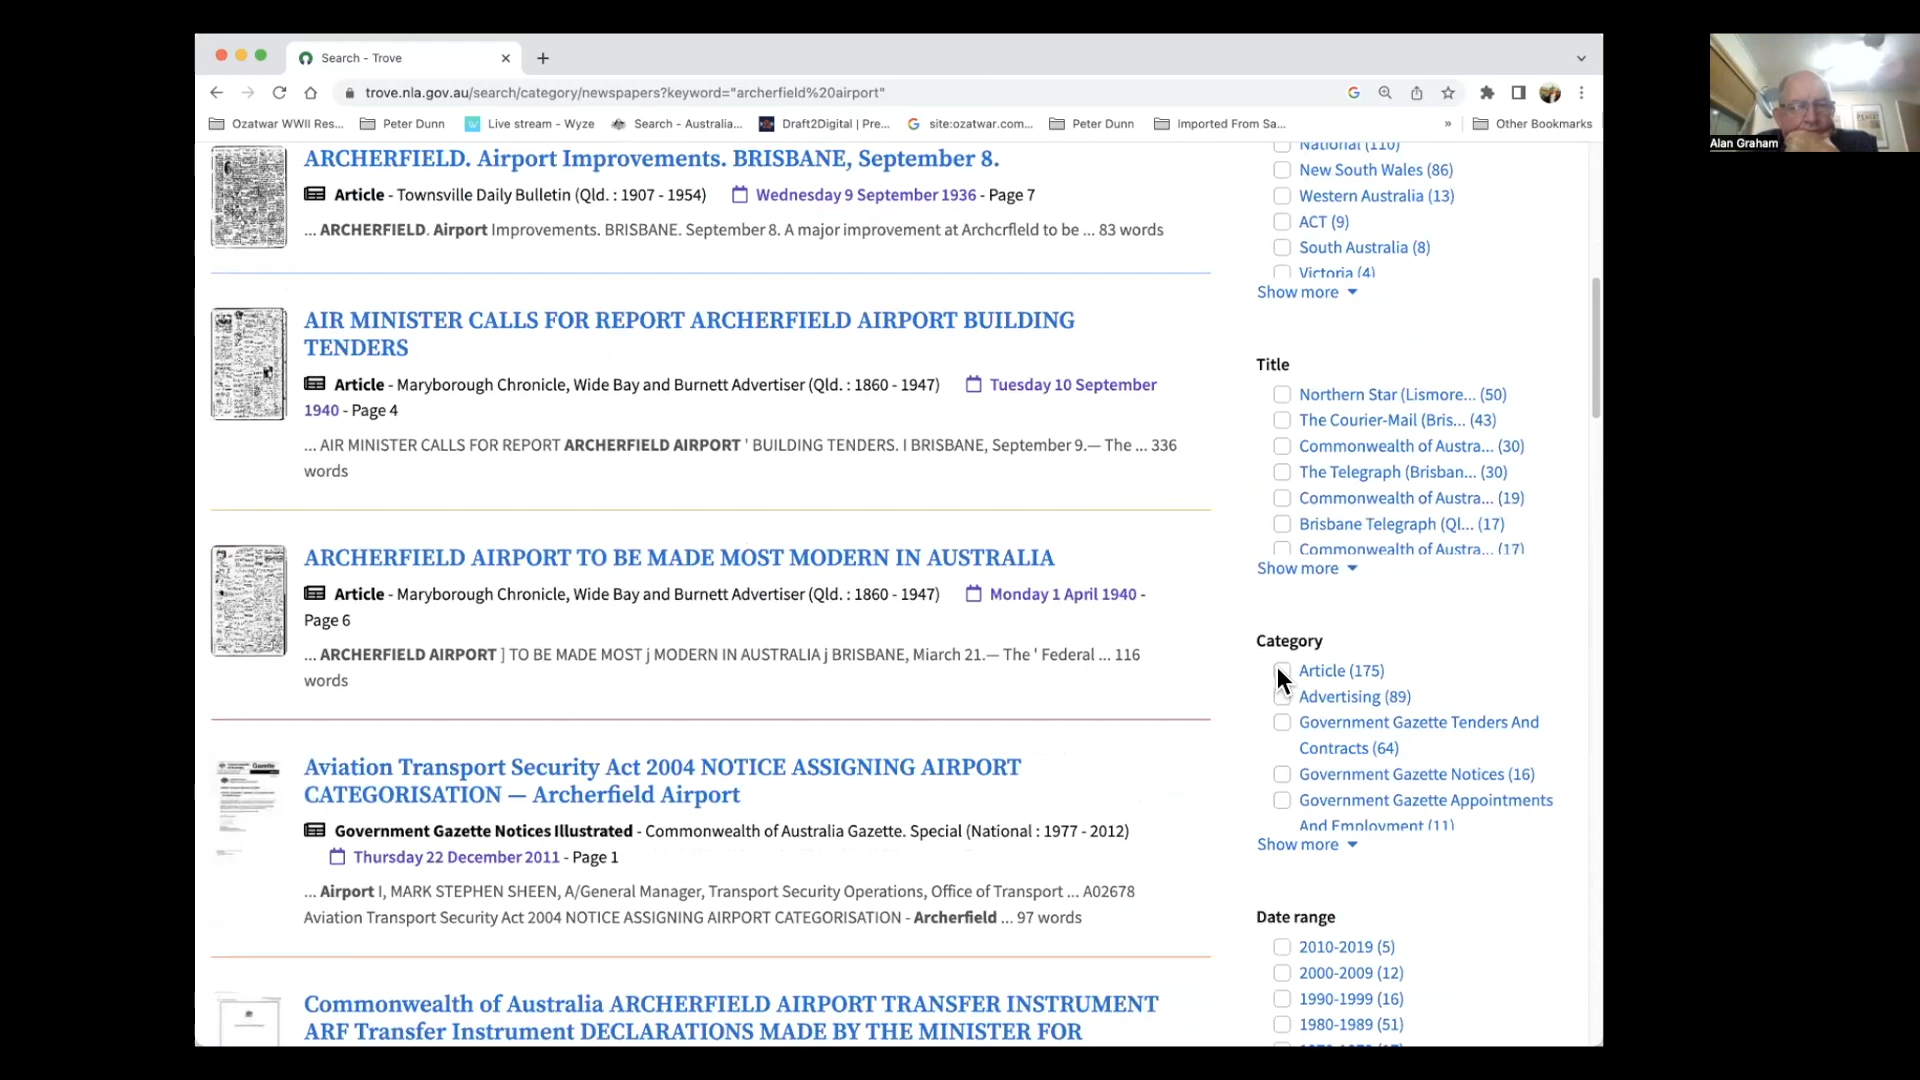 Search - Trove
trove.nla.gov.au/search/category/newspapers?keyword="archerfield%20airport"
Ozatwar WWII Res...
Peter Dunn
Live stream - Wyze
Search - Australia...
Draft2Digital | Pre...
site:ozatwar.com...
Peter Dunn
Imported From Sa...
»
Other Bookmarks
Alan Graham
ARCHERFIELD. Airport Improvements. BRISBANE, September 8.
Article - Townsville Daily Bulletin (Qld. : 1907 - 1954) Wednesday 9 September 1936 - Page 7
... ARCHERFIELD. Airport Improvements. BRISBANE. September 8. A major improvement at Archcrfleld to be ... 83 words
AIR MINISTER CALLS FOR REPORT ARCHERFIELD AIRPORT BUILDING
TENDERS
Article - Maryborough Chronicle, Wide Bay and Burnett Advertiser (Qld. : 1860 - 1947) Tuesday 10 September
1940 - Page 4
... AIR MINISTER CALLS FOR REPORT ARCHERFIELD AIRPORT ' BUILDING TENDERS. I BRISBANE, September 9.— The ... 336
words
ARCHERFIELD AIRPORT TO BE MADE MOST MODERN IN AUSTRALIA
Article - Maryborough Chronicle, Wide Bay and Burnett Advertiser (Qld. : 1860 - 1947) Monday 1 April 1940 -
Page 6
... ARCHERFIELD AIRPORT ] TO BE MADE MOST j MODERN IN AUSTRALIA j BRISBANE, Miarch 21.— The ' Federal ... 116
words
Aviation Transport Security Act 2004 NOTICE ASSIGNING AIRPORT
CATEGORISATION — Archerfield Airport
Government Gazette Notices Illustrated - Commonwealth of Australia Gazette. Special (National : 1977 - 2012)
Thursday 22 December 2011 - Page 1
... Airport I, MARK STEPHEN SHEEN, A/General Manager, Transport Security Operations, Office of Transport ... A02678
Aviation Transport Security Act 2004 NOTICE ASSIGNING AIRPORT CATEGORISATION - Archerfield ... 97 words
Commonwealth of Australia ARCHERFIELD AIRPORT TRANSFER INSTRUMENT
ARF Transfer Instrument DECLARATIONS MADE BY THE MINISTER FOR
National (110)
New South Wales (86)
Western Australia (13)
ACT (9)
South Australia (8)
Victoria (4)
Show more
Title
Northern Star (Lismore... (50)
The Courier-Mail (Bris... (43)
Commonwealth of Austra... (30)
The Telegraph (Brisban... (30)
Commonwealth of Austra... (19)
Brisbane Telegraph (Ql... (17)
Commonwealth of Austra... (17)
Show more
Category
Article (175)
Advertising (89)
Government Gazette Tenders And
Contracts (64)
Government Gazette Notices (16)
Government Gazette Appointments
And Employment (11)
Show more
Date range
2010-2019 (5)
2000-2009 (12)
1990-1999 (16)
1980-1989 (51)